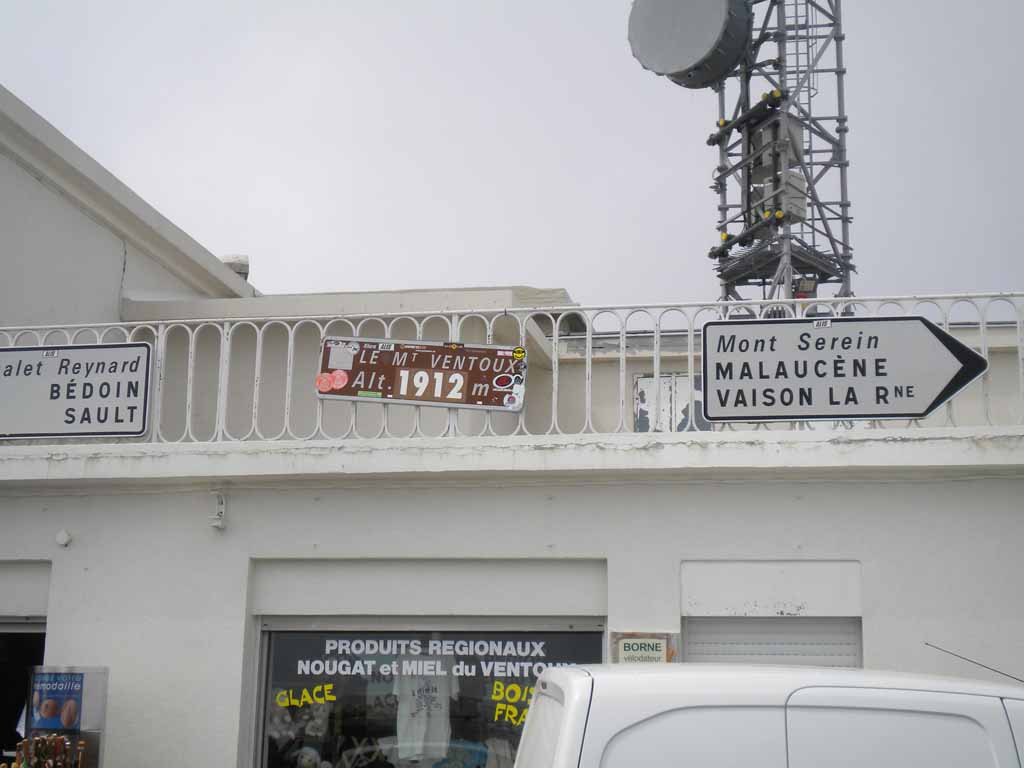 alet Reynard
BÉDOIN
SAULT
LE MT VENTOUX
Alt. 1912 m
Mont Serein
MALAUCÈNE
VAISON LA RNE
PRODUITS REGIONAUX
NOUGAT et MIEL du VENTOUX
GLACE
BOIS
FRA
BORNE
vélodateur